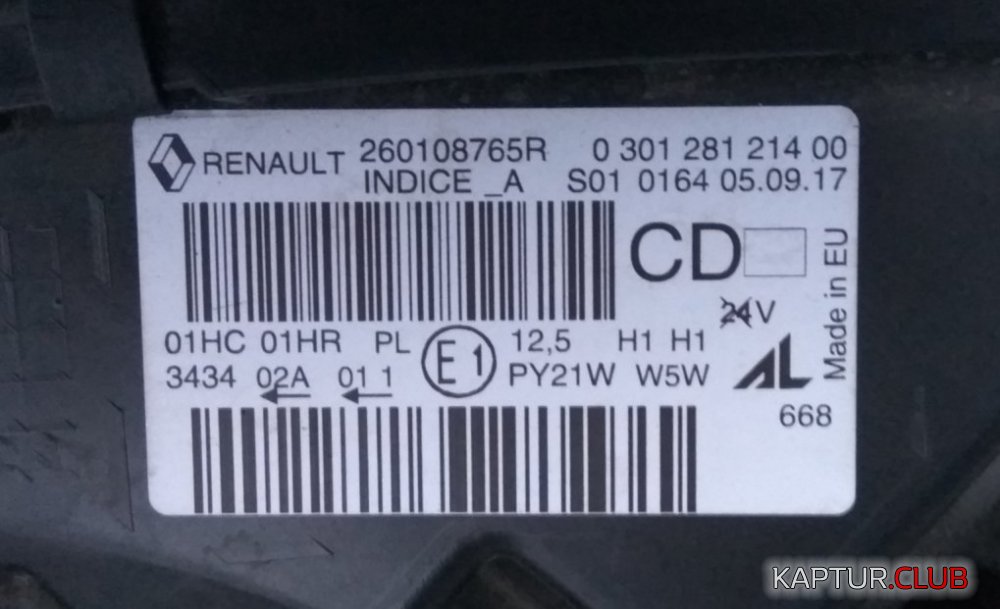 RENAULT 260108765R 0 301 281 214 00
INDICE _A S01 0164 05.09.17
CD
24V
Made in EU
01HC 01HR PL E1 12,5 H1 H1
3434 02A 01 1 PY21W W5W
AL
668
KAPTUR.CLUB